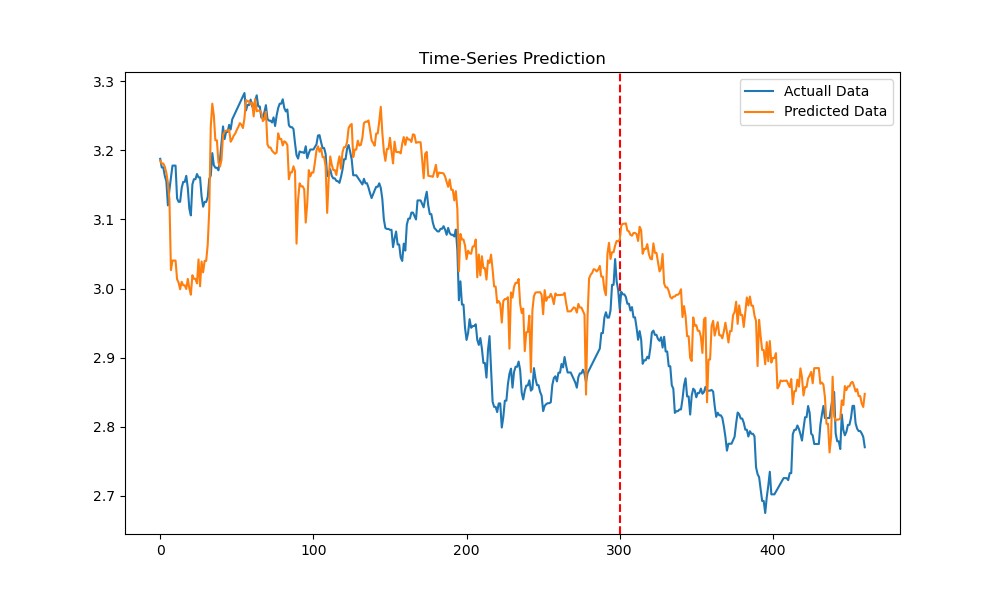 Time-Series Prediction
Actuall Data
Predicted Data
3.3
3.2
3.1
3.0
2.9
2.8
2.7
0 100 200 300 400